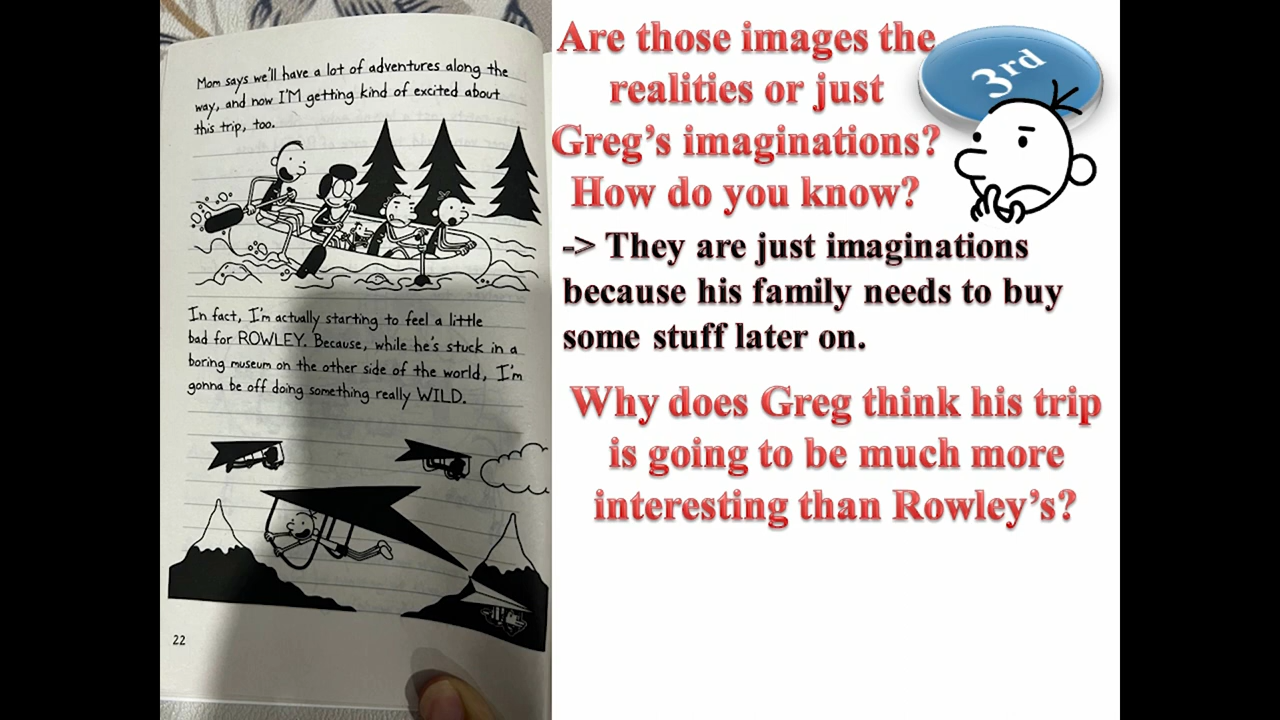 Mom says we'll have a lot of adventures along the
way, and now I'M getting kind of excited about
this trip, too.
In fact, I'm actually starting to feel a little
bad for ROWLEY. Because, while he's stuck in a
boring museum on the other side of the world, I'm
gonna be off doing something really WILD.
22
Are those images the
realities or just
Greg's imaginations?
How do you know?
3rd
-> They are just imaginations
because his family needs to buy
some stuff later on.
Why does Greg think his trip
is going to be much more
interesting than Rowley's?